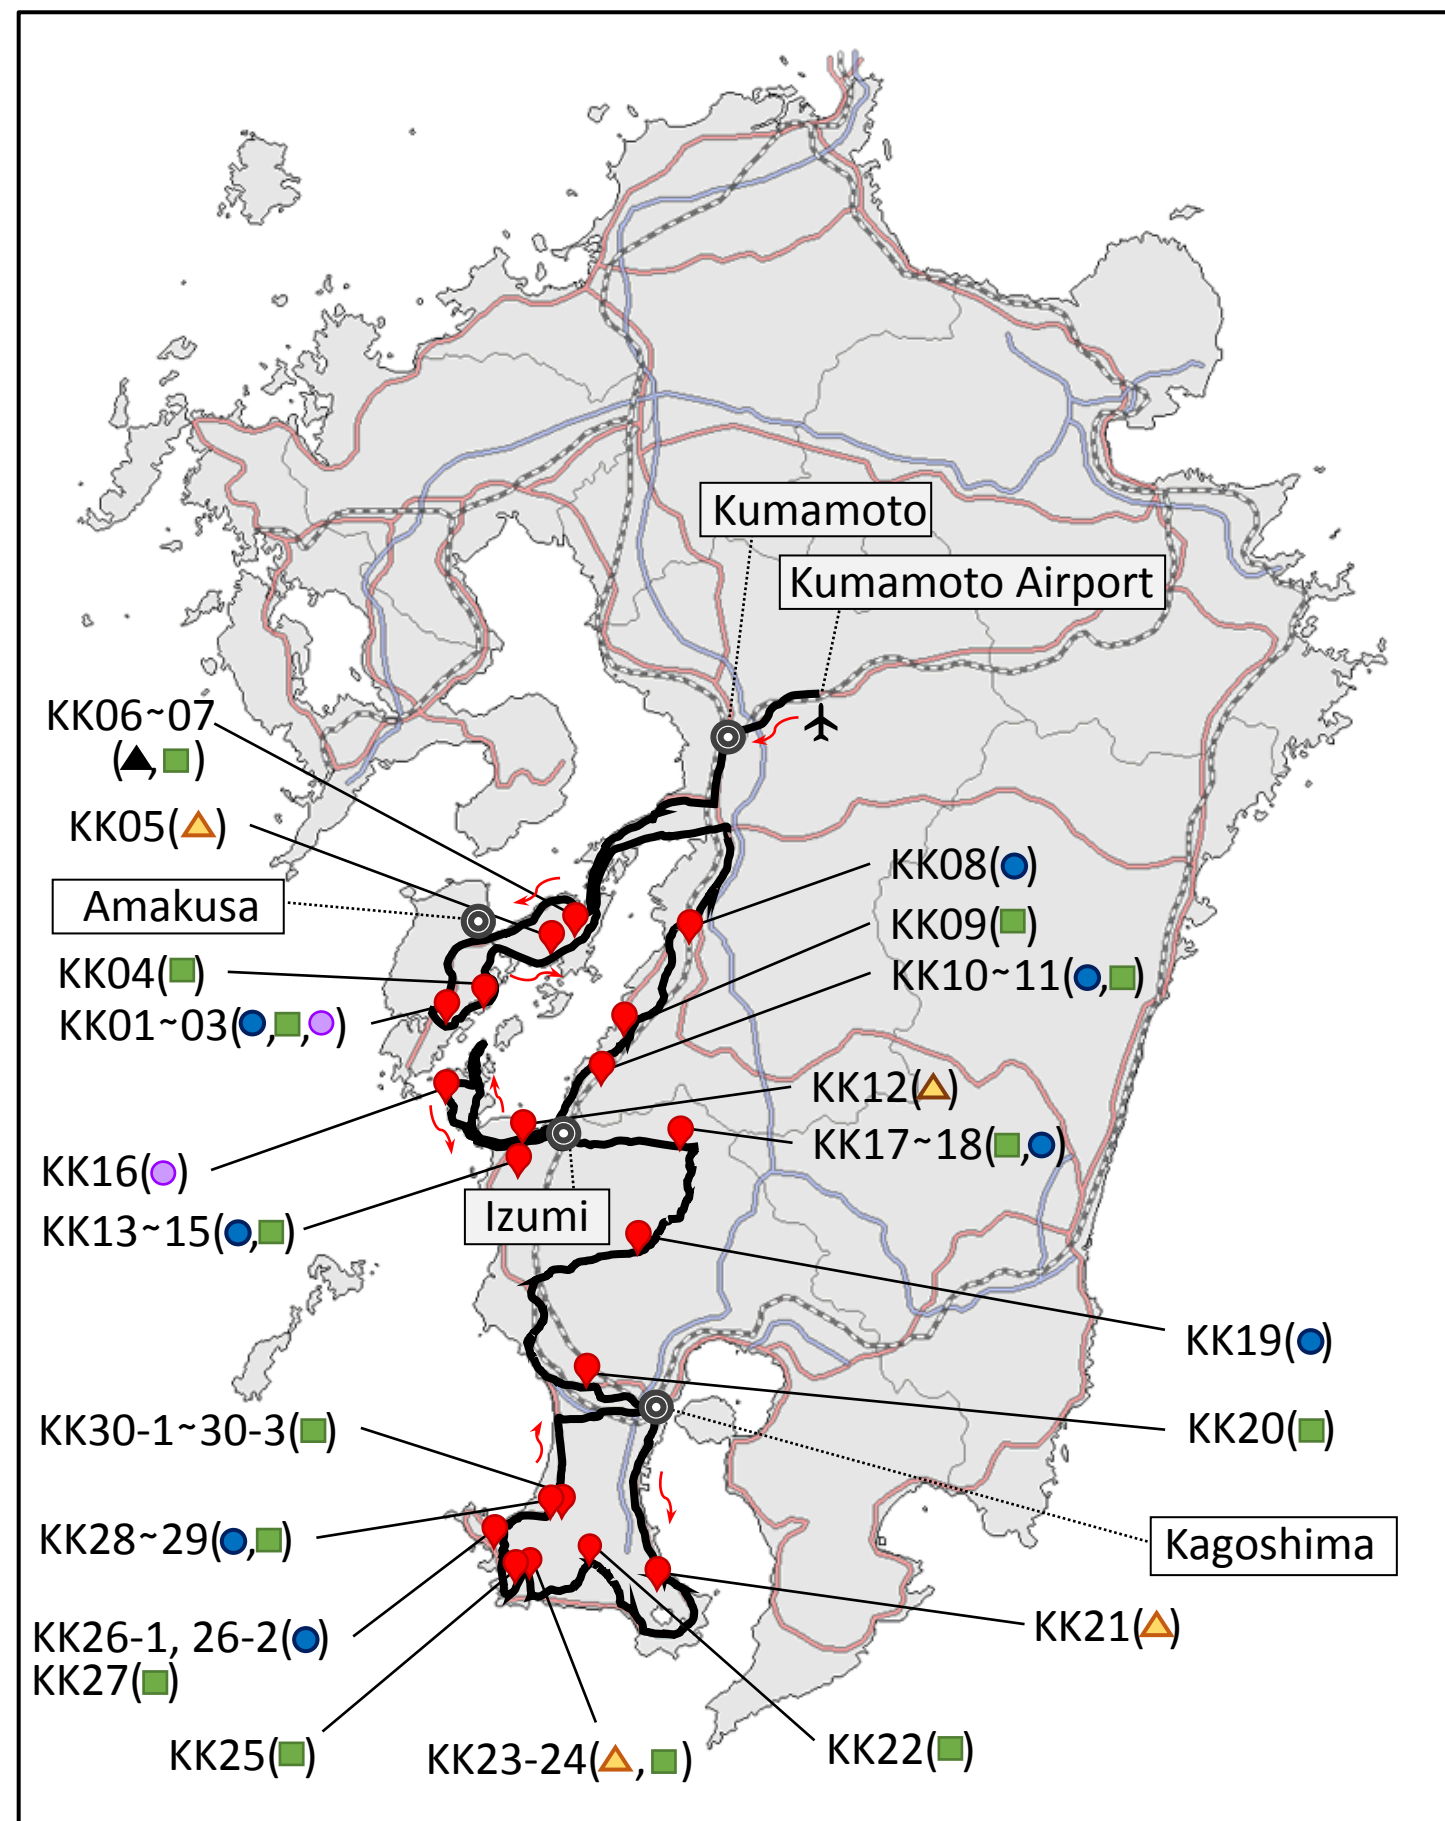 Kumamoto
Kumamoto Airport
KK06~07
(▲, ■)
KK05(▲)
Amakusa
KK04(■)
KK01~03(●,■,●)
KK08(●)
KK09(■)
KK10~11(●,■)
KK12(▲)
KK17~18(■,●)
KK16(●)
KK13~15(●,■)
Izumi
KK19(●)
KK20(■)
KK30-1~30-3(■)
KK28~29(●,■)
Kagoshima
KK21(▲)
KK26-1, 26-2(●)
KK27(■)
KK25(■)
KK23-24(▲,■)
KK22(■)